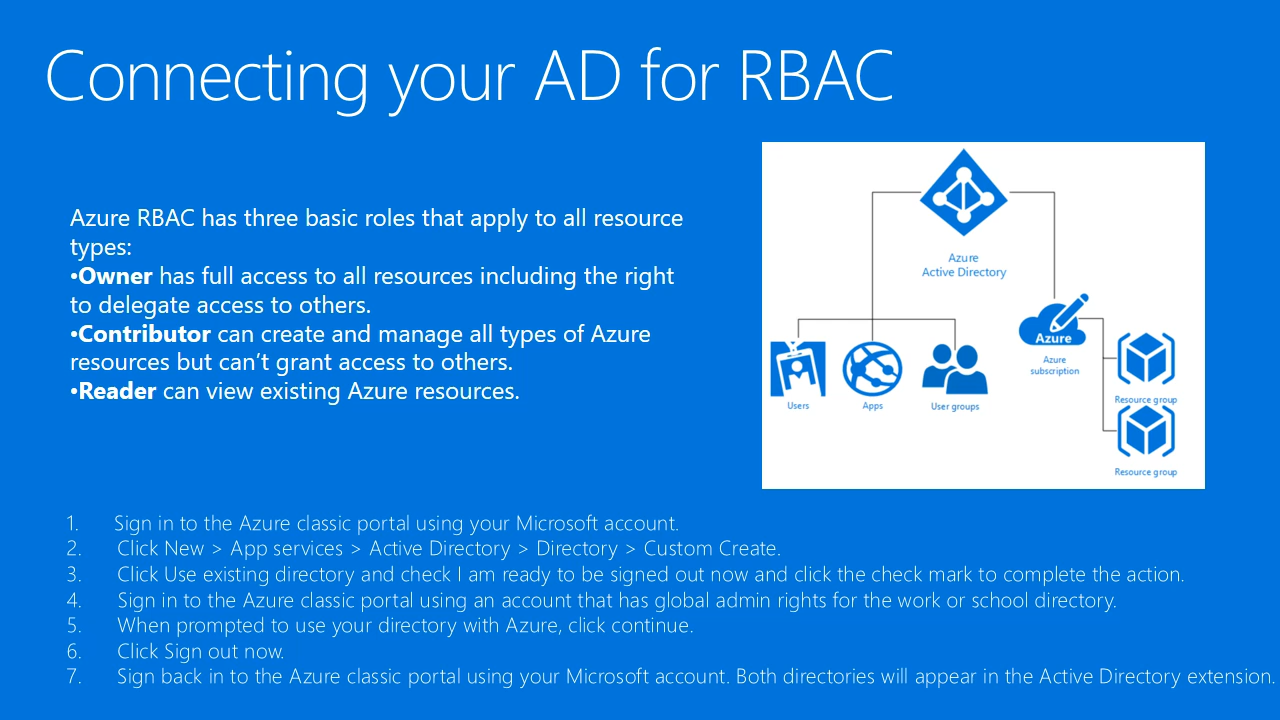 Connecting your AD for RBAC
Azure RBAC has three basic roles that apply to all resource
types:
•Owner has full access to all resources including the right
to delegate access to others.
•Contributor can create and manage all types of Azure
resources but can’t grant access to others.
•Reader can view existing Azure resources.
Azure
Active Directory
Azure
Azure
subscription
Users
Apps
User groups
Resource group
Resource group
1. Sign in to the Azure classic portal using your Microsoft account.
2. Click New > App services > Active Directory > Directory > Custom Create.
3. Click Use existing directory and check I am ready to be signed out now and click the check mark to complete the action.
4. Sign in to the Azure classic portal using an account that has global admin rights for the work or school directory.
5. When prompted to use your directory with Azure, click continue.
6. Click Sign out now.
7. Sign back in to the Azure classic portal using your Microsoft account. Both directories will appear in the Active Directory extension.